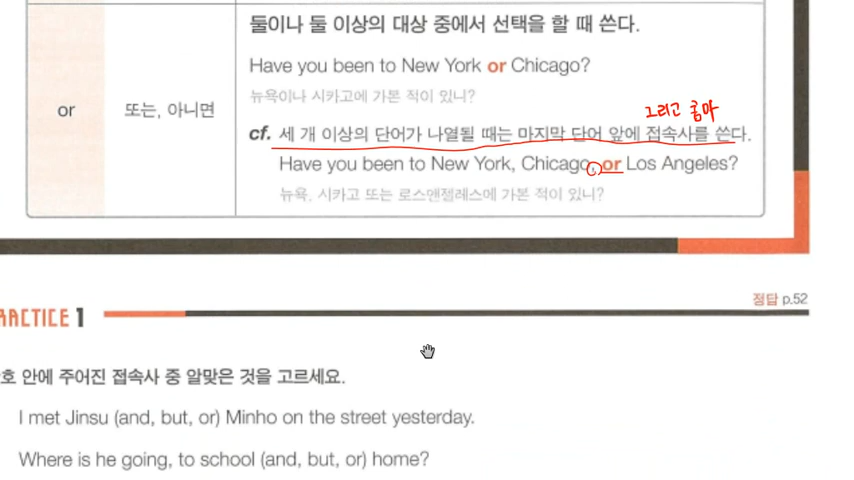 둘이나 둘 이상의 대상 중에서 선택을 할 때 쓴다.
Have you been to New York or Chicago?
뉴욕이나 시카고에 가본 적이 있니?
or
또는, 아니면
그리고 콤마
cf. 세 개 이상의 단어가 나열될 때는 마지막 단어 앞에 접속사를 쓴다.
Have you been to New York, Chicago, or Los Angeles?
뉴욕, 시카고 또는 로스앤젤레스에 가본 적이 있니?
정답 p.52
RACTICE 1
호 안에 주어진 접속사 중 알맞은 것을 고르세요.
I met Jinsu (and, but, or) Minho on the street yesterday.
Where is he going, to school (and, but, or) home?